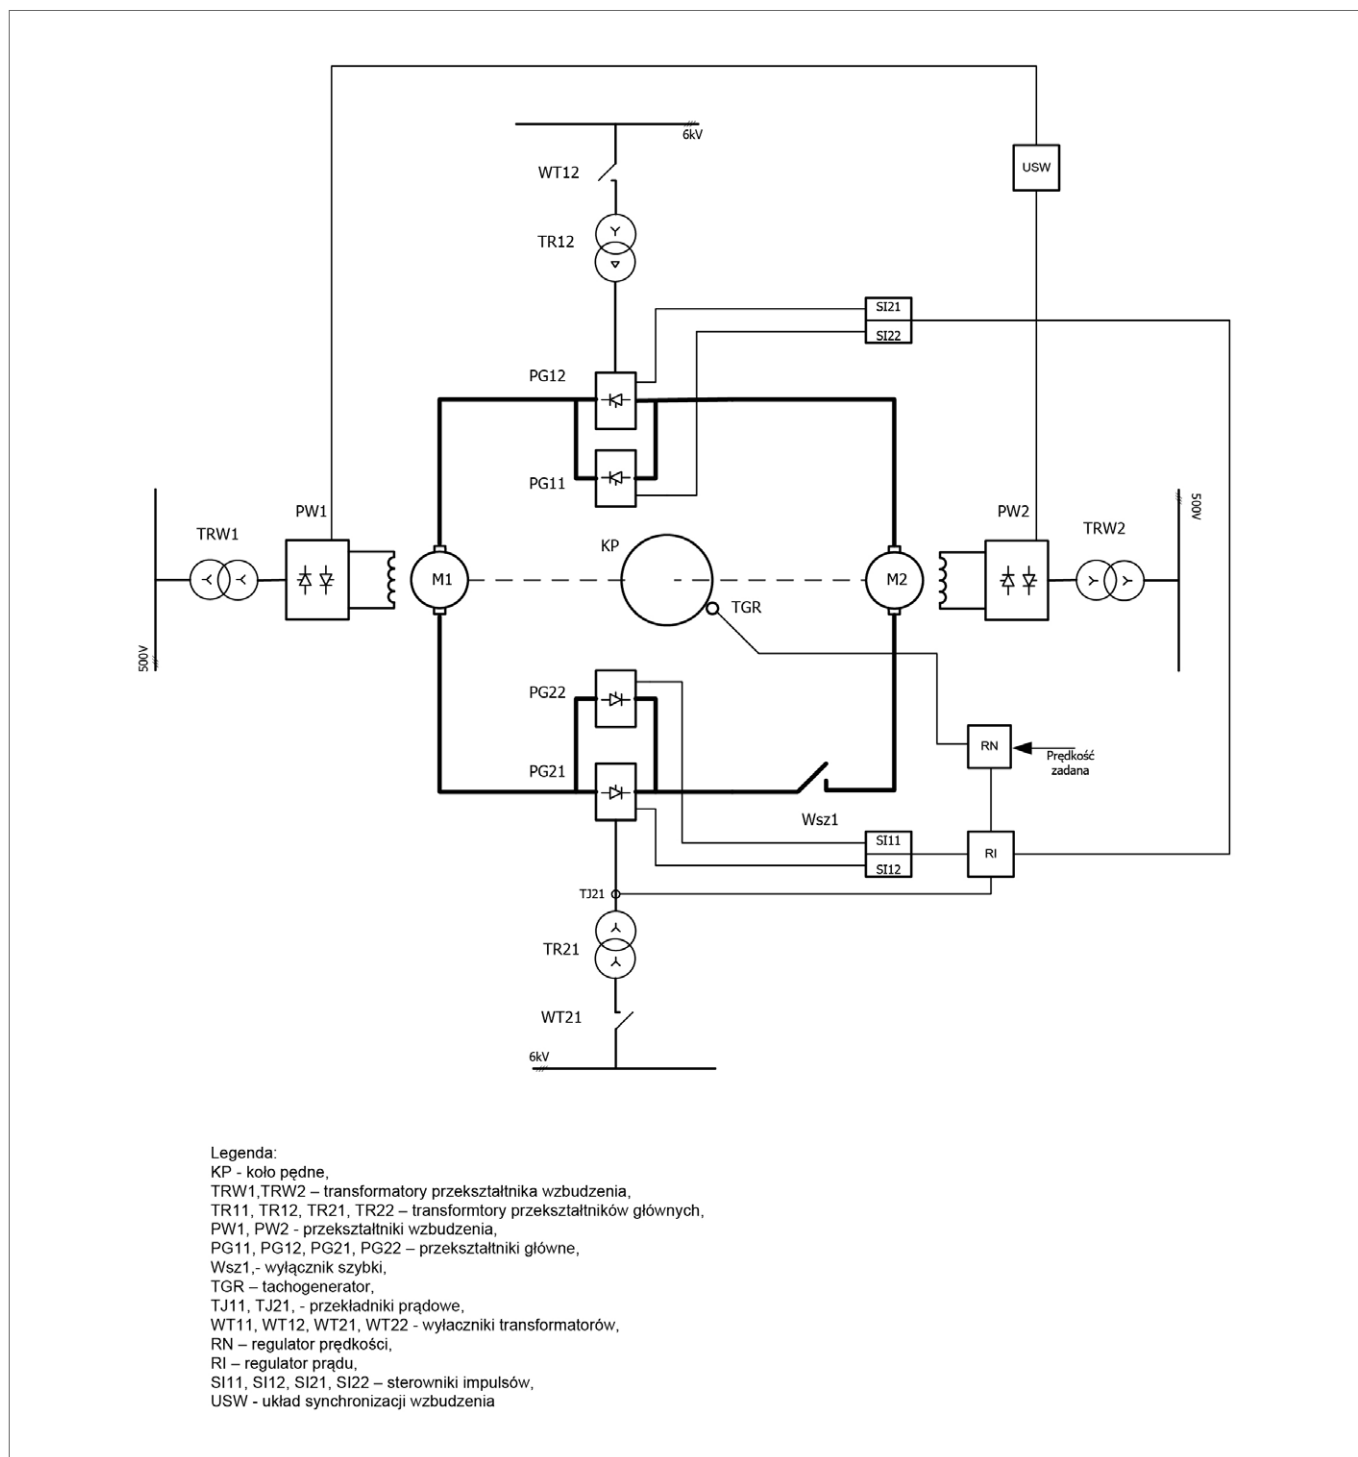 6kV
USW
WT12
TR12
SI21
SI22
PG12
PG11
500V
PW1
PW2
TRW1
TRW2
KP
M1
M2
TGR
500V
PG22
RN
PG21
Prędkość
zadana
Wsz1
SI11
RI
SI12
TJ21
TR21
WT21
6kV
Legenda:
KP - koło pędne,
TRW1,TRW2 – transformatory przekształtnika wzbudzenia,
TR11, TR12, TR21, TR22 – transformtory przekształtników głównych,
PW1, PW2 - przekształtniki wzbudzenia,
PG11, PG12, PG21, PG22 – przekształtniki główne,
Wsz1,- wyłącznik szybki,
TGR – tachogenerator,
TJ11, TJ21, - przekładniki prądowe,
WT11, WT12, WT21, WT22 - wyłaczniki transformatorów,
RN – regulator prędkości,
RI – regulator prądu,
SI11, SI12, SI21, SI22 – sterowniki impulsów,
USW - układ synchronizacji wzbudzenia